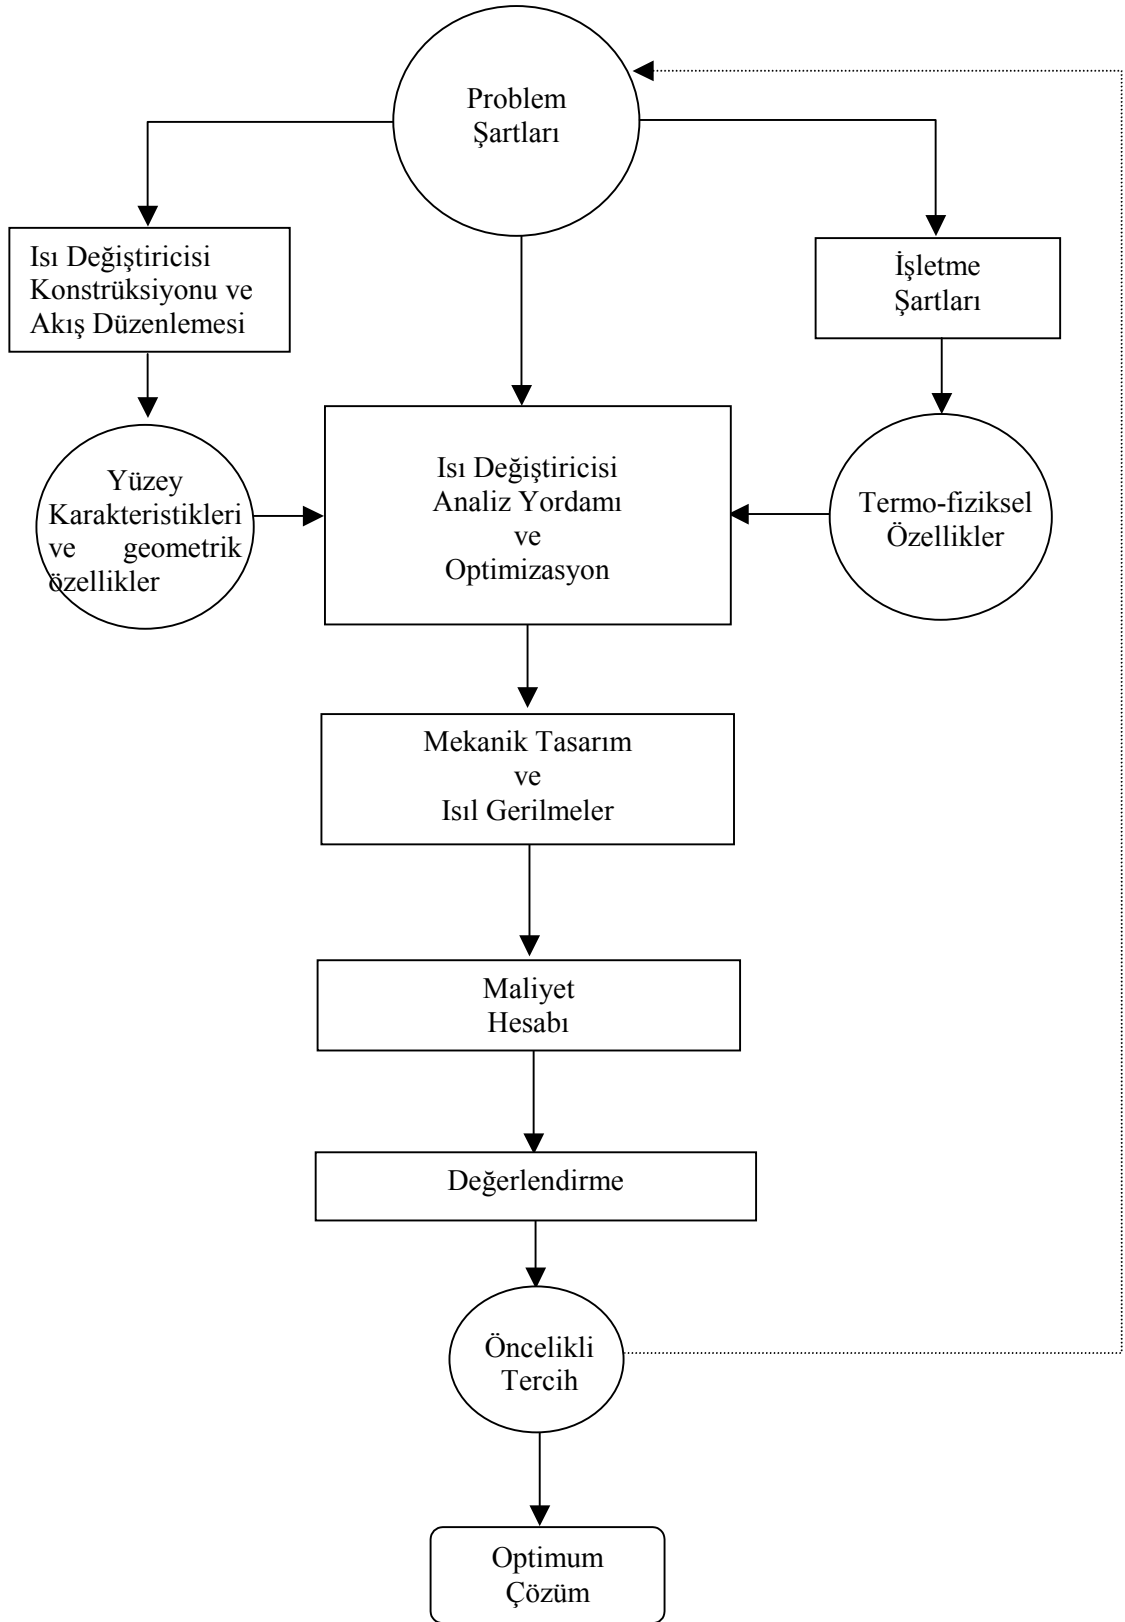 Problem
Şartları
Isı Değiştiricisi
Konstrüksiyonu ve
Akış Düzenlemesi
İşletme
Şartları
Yüzey
Karakteristikleri
ve geometrik
özellikler
Isı Değiştiricisi
Analiz Yordamı
ve
Optimizasyon
Termo-fiziksel
Özellikler
Mekanik Tasarım
ve
Isıl Gerilmeler
Maliyet
Hesabı
Değerlendirme
Öncelikli
Tercih
Optimum
Çözüm